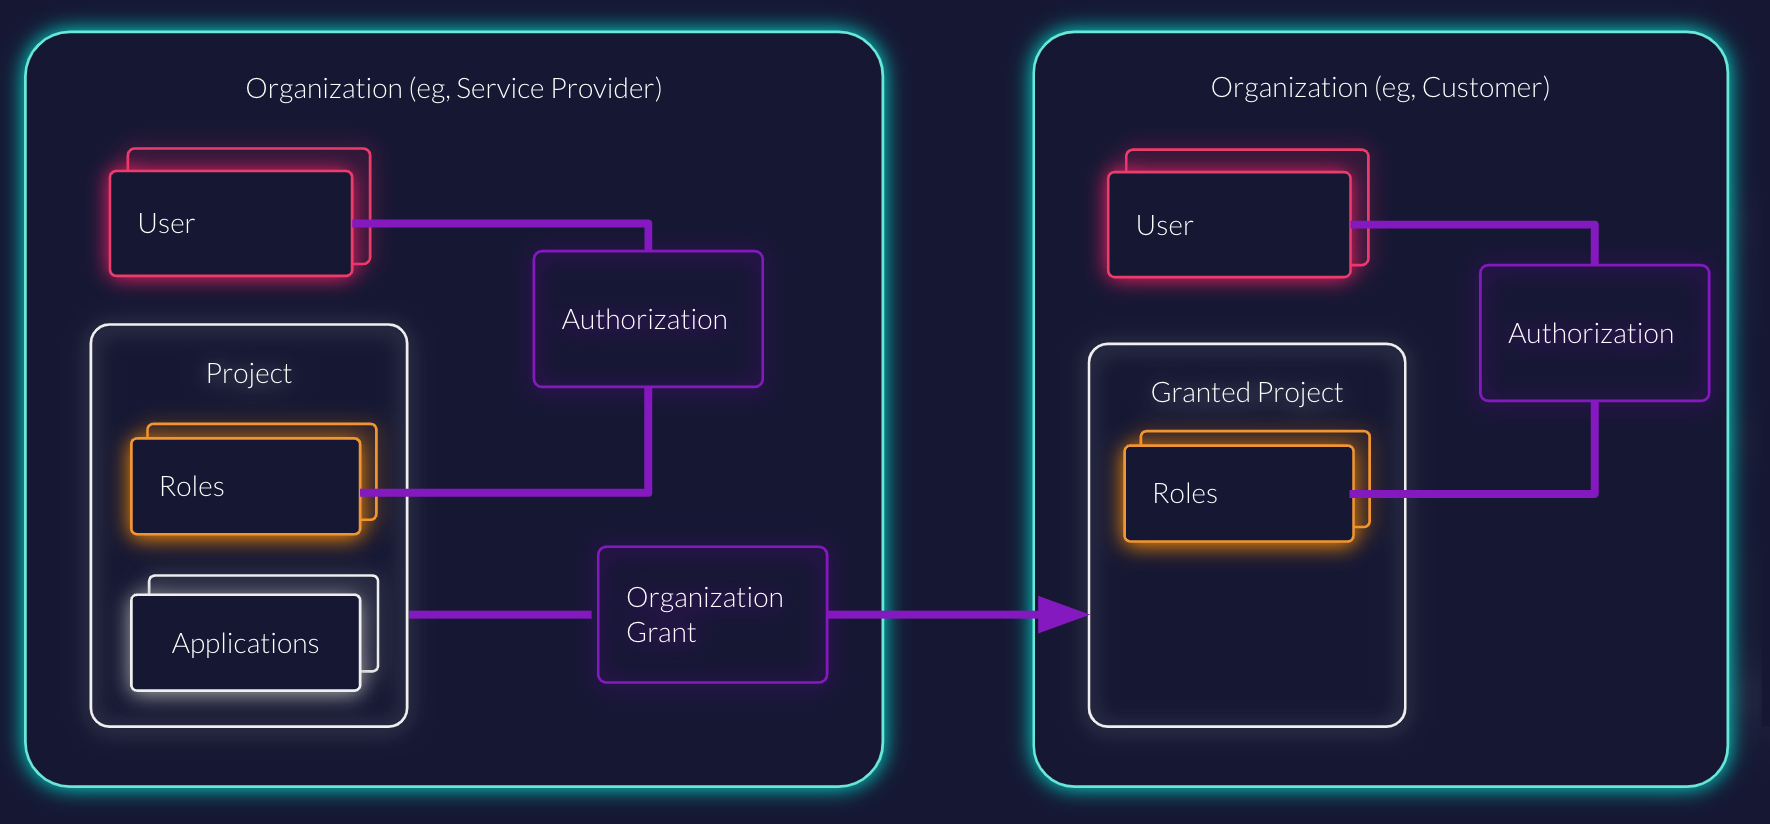 Organization (eg, Service Provider)
User
Authorization
Project
Roles
Applications
Organization
Grant
Organization (eg, Customer)
User
Authorization
Granted Project
Roles